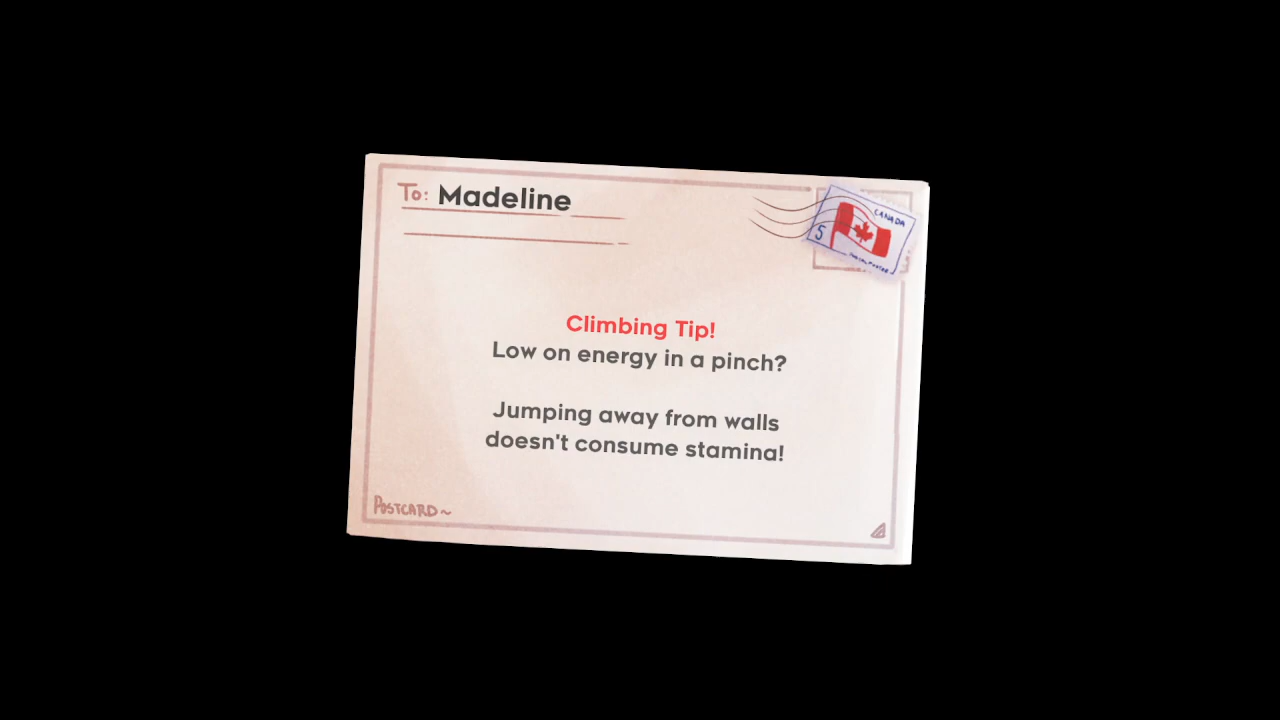 To: Madeline
CANADA
5
Climbing Tip!
Low on energy in a pinch?
Jumping away from walls
doesn't consume stamina!
POSTCARD~